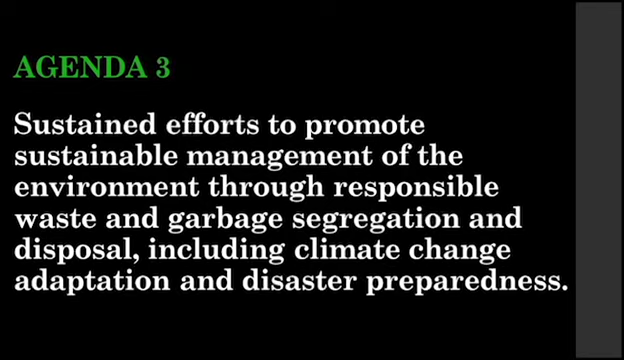 AGENDA 3
Sustained efforts to promote
sustainable management of the
environment through responsible
waste and garbage segregation and
disposal, including climate change
adaptation and disaster preparedness.